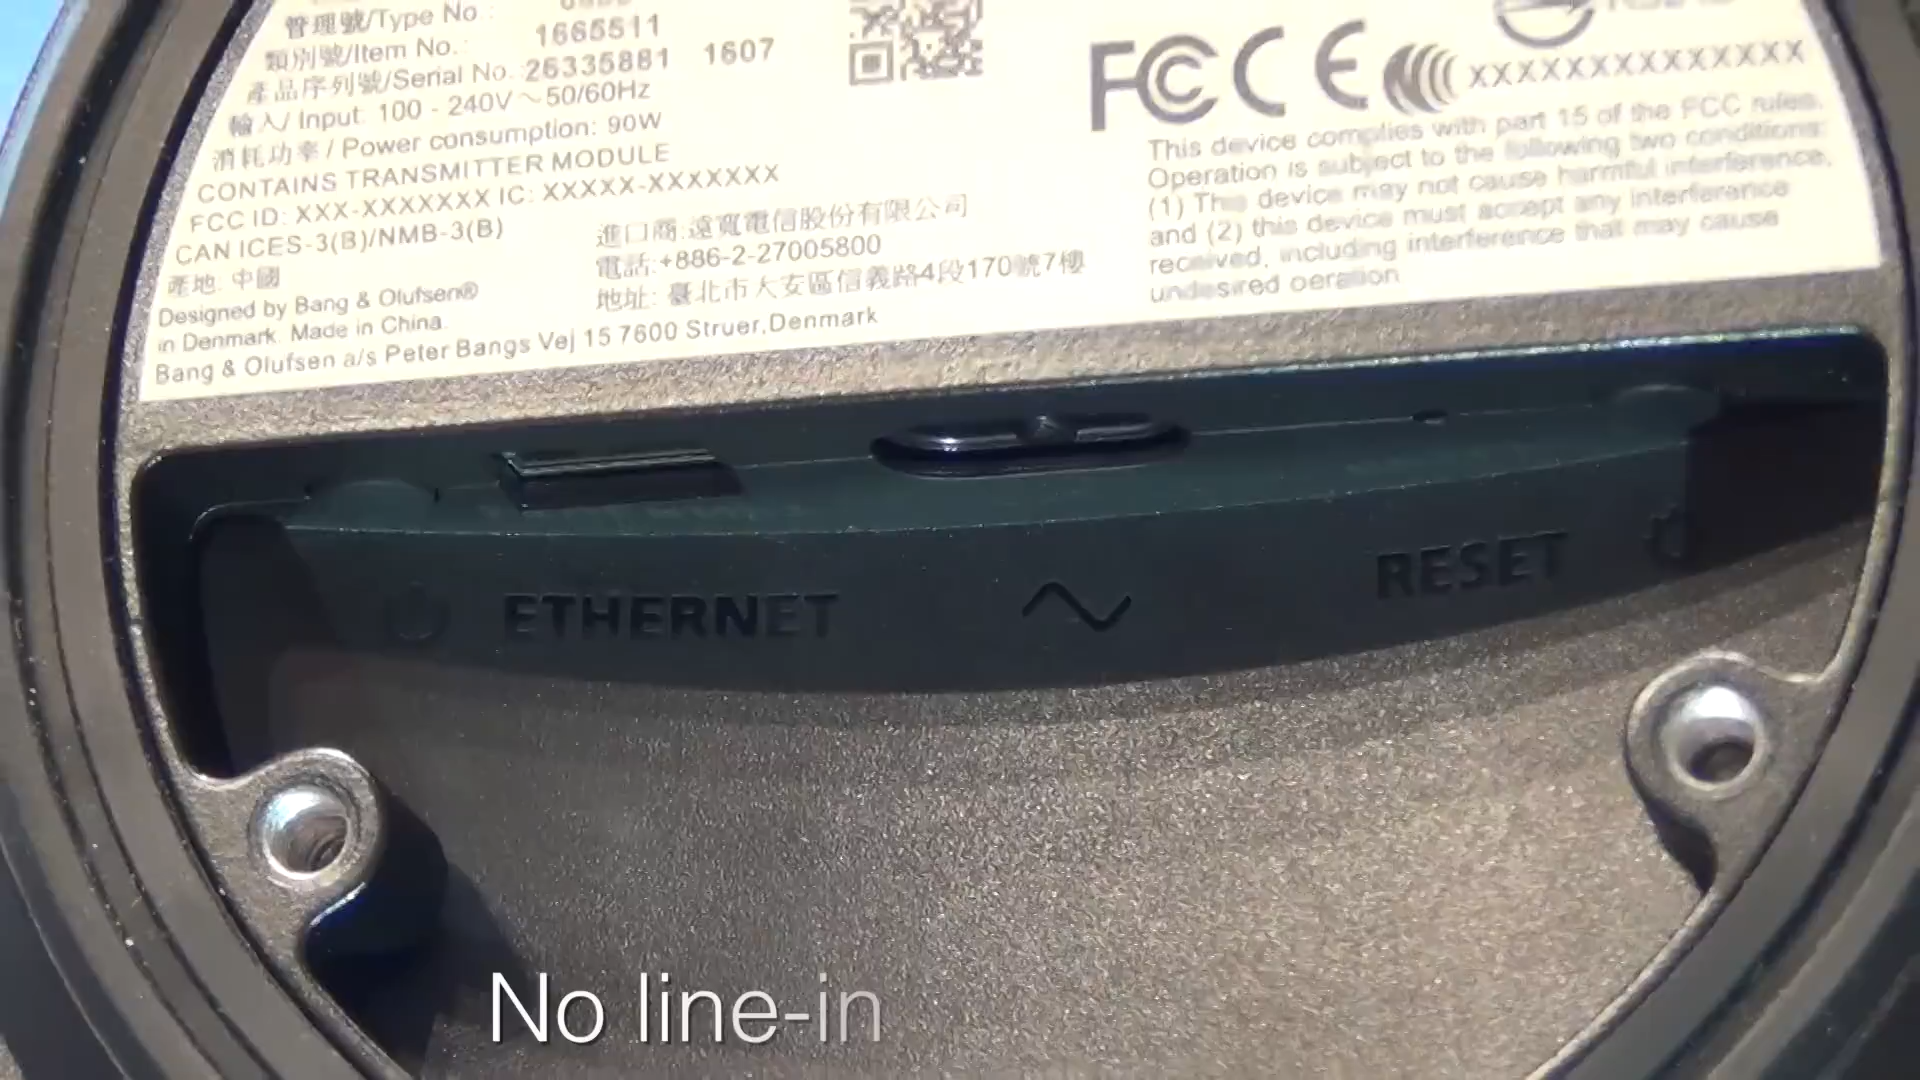 管理號/Type No.:
類別號/Item No.: 1665511
產品序列號/Serial No. 26335881 1607
輸入/ Input: 100 - 240V～50/60Hz
消耗功率 / Power consumption: 90W
CONTAINS TRANSMITTER MODULE
FCC ID: XXX-XXXXXXX IC: XXXXX-XXXXXXX
CAN ICES-3(B)/NMB-3(B)
產地: 中國
Designed by Bang & Olufsen®
in Denmark. Made in China.
Bang & Olufsen a/s Peter Bangs Vej 15 7600 Struer,Denmark
進口商:遠寬電信股份有限公司
電話:+886-2-27005800
地址: 臺北市大安區信義路4段170號7樓
FCC CE XXXXXXXXXXXXXX
This device complies with part 15 of the FCC rules.
Operation is subject to the following two conditions:
(1) This device may not cause harmful interference,
and (2) this device must accept any interference
received, including interference that may cause
undesired oeration
ETHERNET
RESET
No line-in